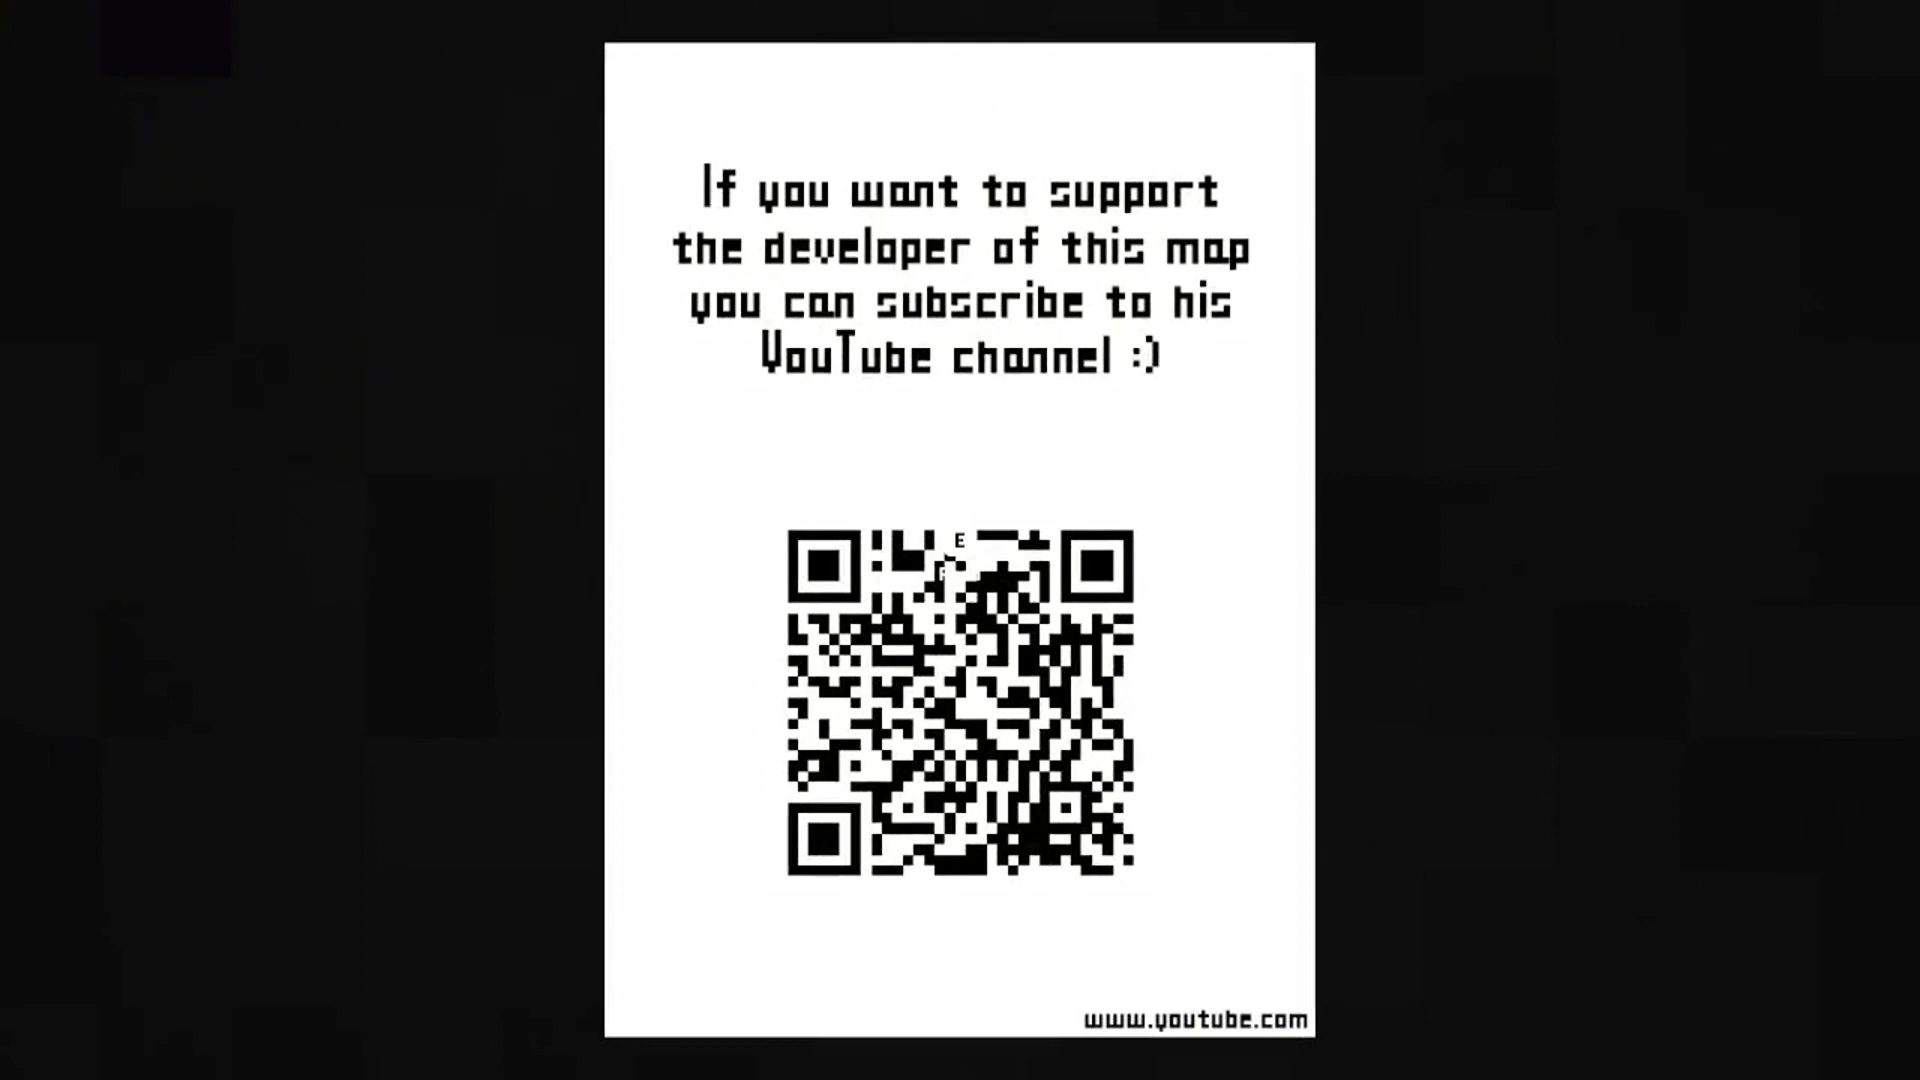 If you want to support
the developer of this map
you can subscribe to his
YouTube channel :)
E
www.youtube.com